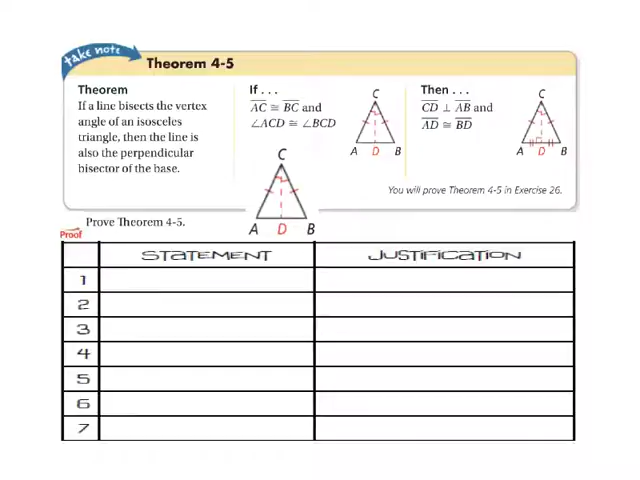 take note
Theorem 4-5
Theorem
If a line bisects the vertex
angle of an isosceles
triangle, then the line is
also the perpendicular
bisector of the base.
If . . .
AC ≅ BC and
∠ACD ≅ ∠BCD
C
A D B
Then . . .
CD ⊥ AB and
AD ≅ BD
C
A D B
You will prove Theorem 4-5 in Exercise 26.
C
A D B
Prove Theorem 4-5.
Proof
STATEMENT JUSTIFICATION
1
2
3
4
5
6
7